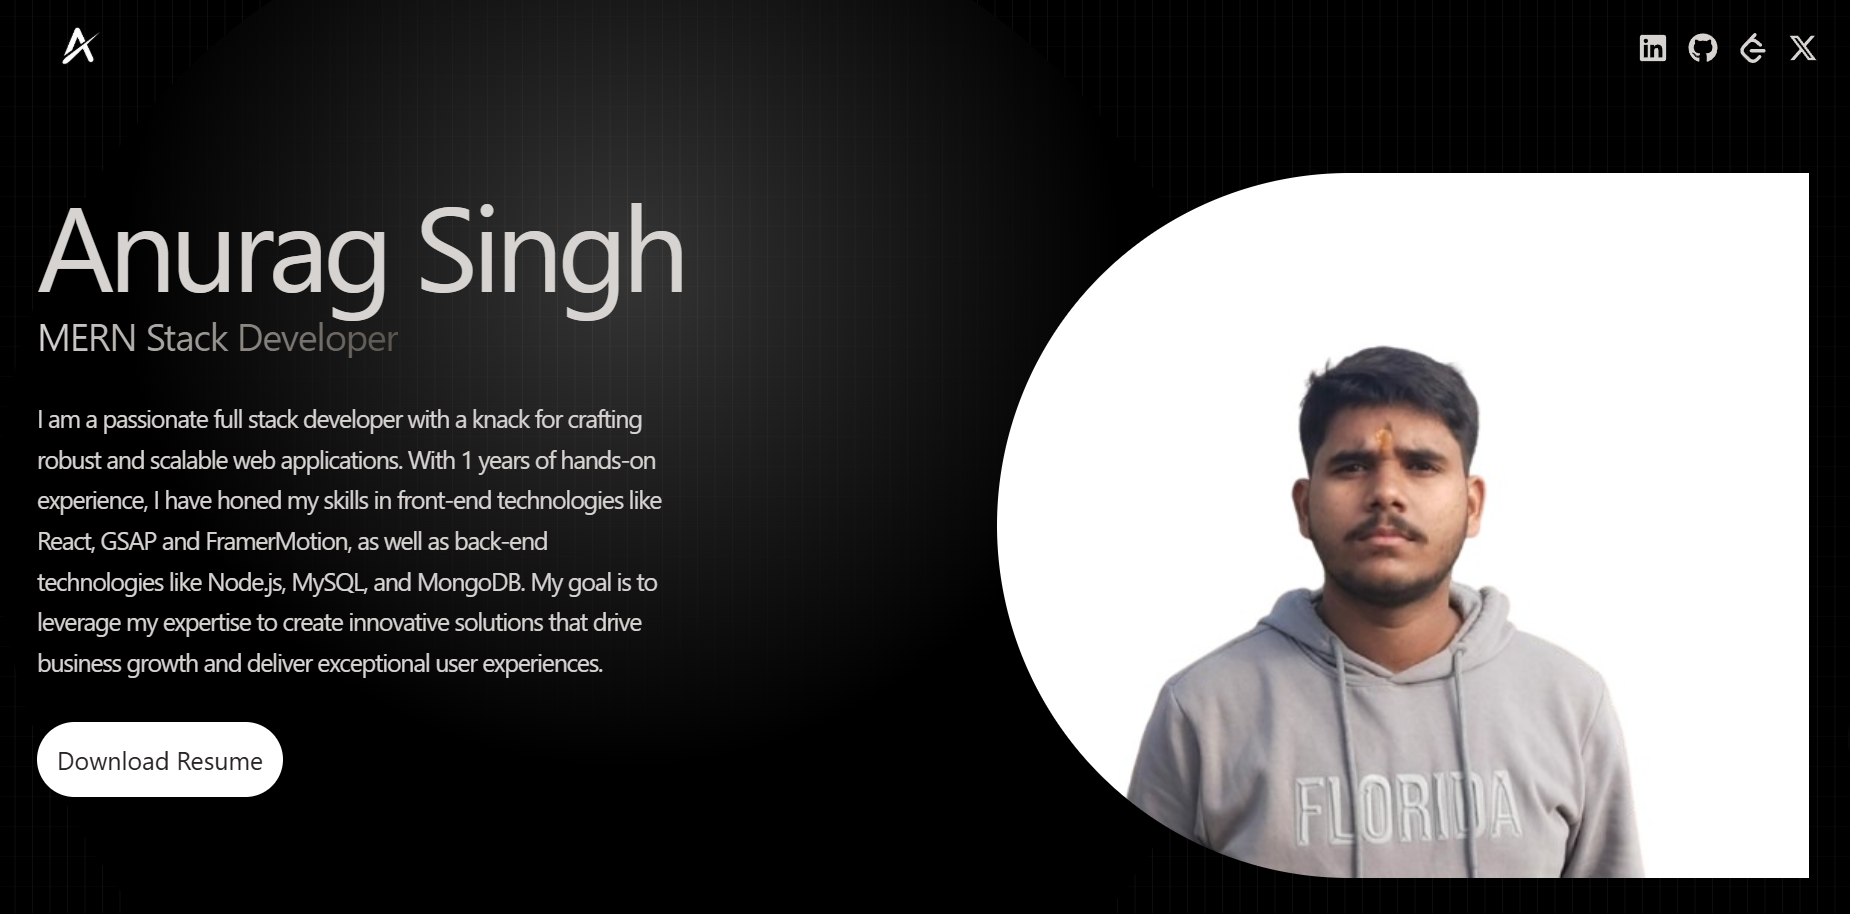 Anurag Singh
MERN Stack Developer
I am a passionate full stack developer with a knack for crafting
robust and scalable web applications. With 1 years of hands-on
experience, I have honed my skills in front-end technologies like
React, GSAP and FramerMotion, as well as back-end
technologies like Node.js, MySQL, and MongoDB. My goal is to
leverage my expertise to create innovative solutions that drive
business growth and deliver exceptional user experiences.
Download Resume
FLORIDA